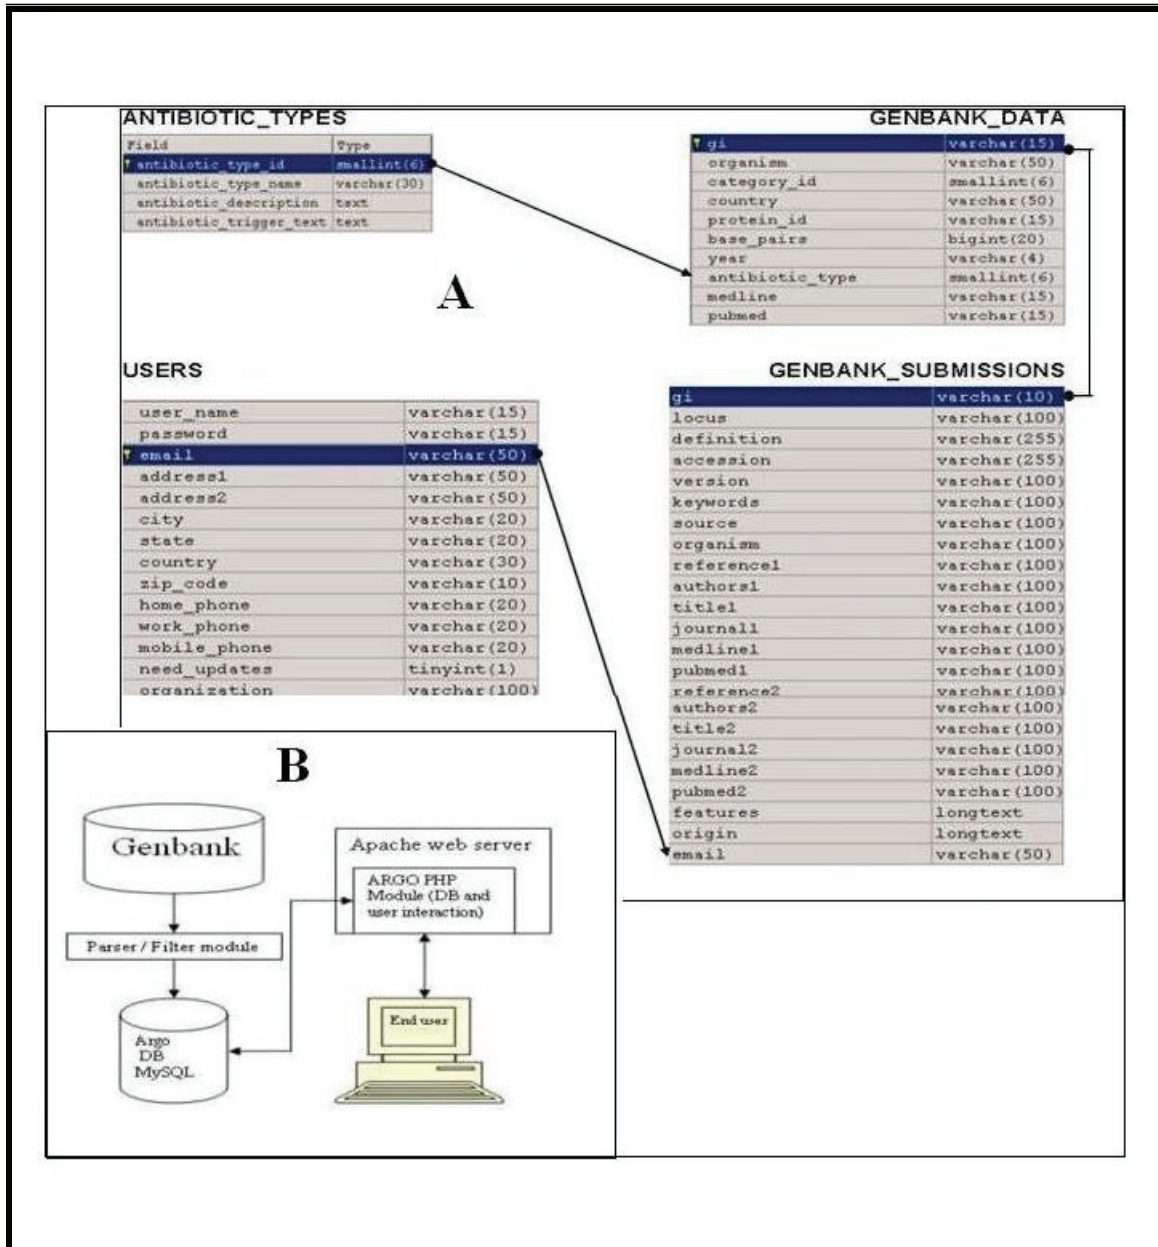 ANTIBIOTIC_TYPES
Field Type
antibiotic_type_id smallint(6)
antibiotic_type_name varchar(30)
antibiotic_description text
antibiotic_trigger_text text
GENBANK_DATA
gi varchar(15)
organism varchar(50)
category_id smallint(6)
country varchar(50)
protein_id varchar(15)
base_pairs bigint(20)
year varchar(4)
antibiotic_type smallint(6)
medline varchar(15)
pubmed varchar(15)
A
USERS
user_name varchar(15)
password varchar(15)
email varchar(50)
address1 varchar(50)
address2 varchar(50)
city varchar(20)
state varchar(20)
country varchar(30)
zip_code varchar(10)
home_phone varchar(20)
work_phone varchar(20)
mobile_phone varchar(20)
need_updates tinyint(1)
organization varchar(100)
GENBANK_SUBMISSIONS
gi varchar(10)
locus varchar(100)
definition varchar(255)
accession varchar(255)
version varchar(100)
keywords varchar(100)
source varchar(100)
organism varchar(100)
reference1 varchar(100)
authors1 varchar(100)
title1 varchar(100)
journal1 varchar(100)
medline1 varchar(100)
pubmed1 varchar(100)
reference2 varchar(100)
authors2 varchar(100)
title2 varchar(100)
journal2 varchar(100)
medline2 varchar(100)
pubmed2 varchar(100)
features longtext
origin longtext
email varchar(50)
B
Genbank
Parser / Filter module
Argo
DB
MySQL
Apache web server
ARGO PHP
Module (DB and
user interaction)
End user